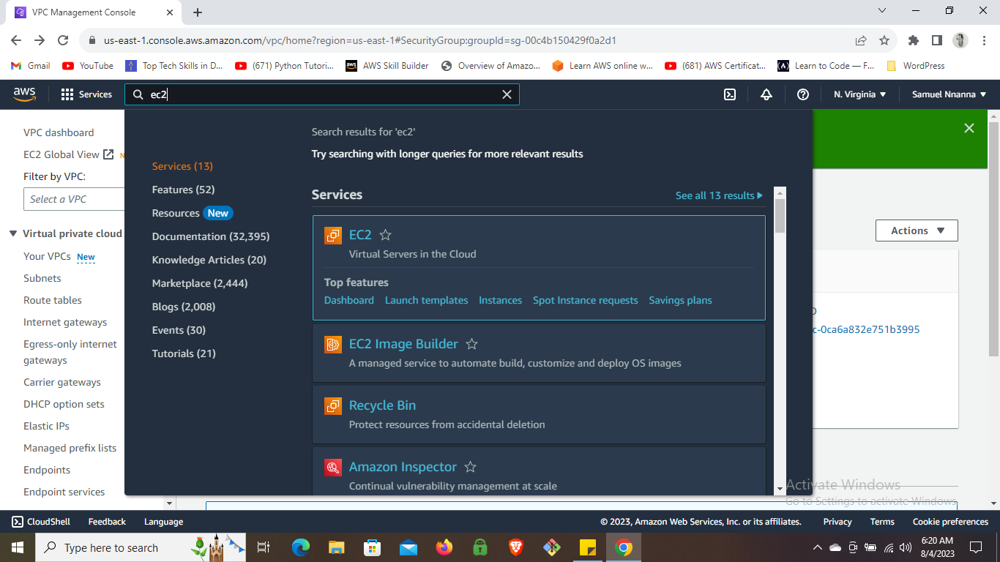 VPC Management Console
us-east-1.console.aws.amazon.com/vpc/home?region=us-east-1#SecurityGroup:groupId=sg-00c4b150429f0a2d1
Gmail YouTube Top Tech Skills in D... (671) Python Tutori... aws AWS Skill Builder Overview of Amazo... Learn AWS online w... (681) AWS Certificat... (A) Learn to Code — F... WordPress
aws Services ec2 N. Virginia Samuel Nnanna
VPC dashboard
EC2 Global View
Filter by VPC:
Select a VPC
Virtual private cloud
Your VPCs New
Subnets
Route tables
Internet gateways
Egress-only internet
gateways
Carrier gateways
DHCP option sets
Elastic IPs
Managed prefix lists
Endpoints
Endpoint services
Services (13)
Features (52)
Resources New
Documentation (32,395)
Knowledge Articles (20)
Marketplace (2,444)
Blogs (2,008)
Events (30)
Tutorials (21)
Search results for 'ec2'
Try searching with longer queries for more relevant results
Services See all 13 results
EC2
Virtual Servers in the Cloud
Top features
Dashboard Launch templates Instances Spot Instance requests Savings plans
EC2 Image Builder
A managed service to automate build, customize and deploy OS images
Recycle Bin
Protect resources from accidental deletion
Amazon Inspector
Continual vulnerability management at scale
Actions
c-0ca6a832e751b3995
Activate Windows
Go to Settings to activate Windows.
CloudShell Feedback Language © 2023, Amazon Web Services, Inc. or its affiliates. Privacy Terms Cookie preferences
Type here to search
6:20 AM
8/4/2023